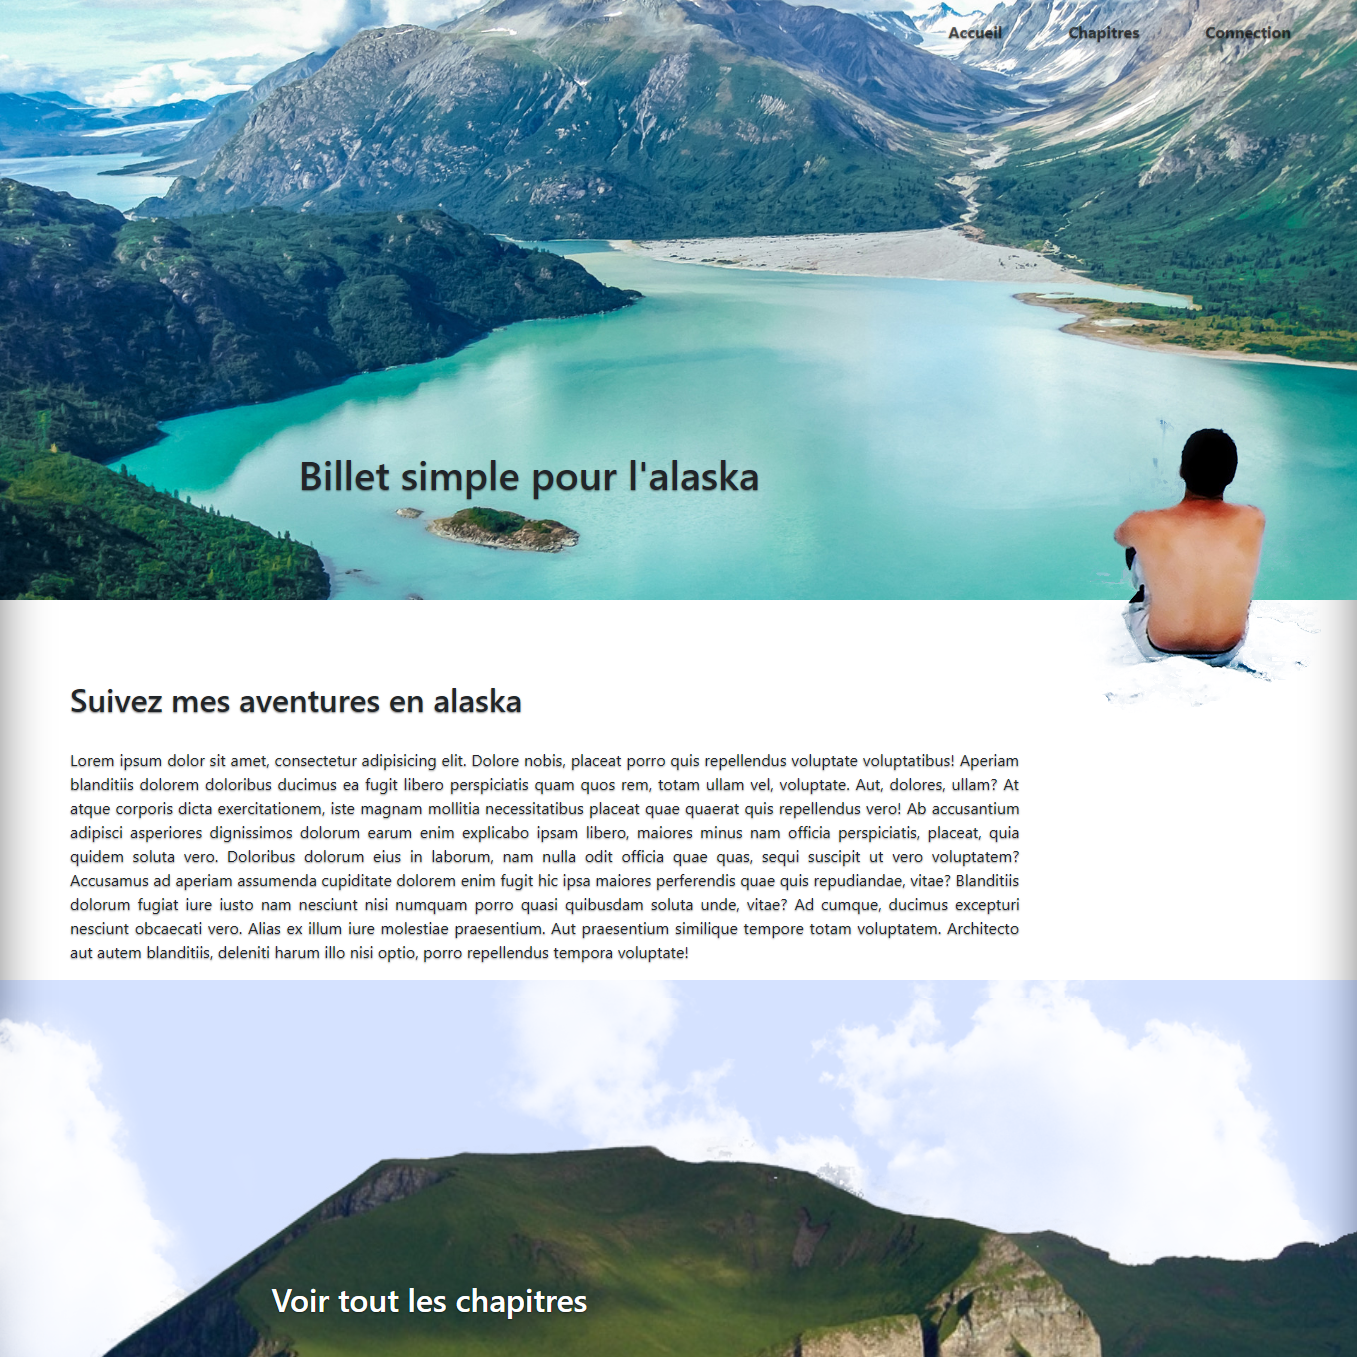 Accueil Chapitres Connection
Billet simple pour l'alaska
Suivez mes aventures en alaska
Lorem ipsum dolor sit amet, consectetur adipisicing elit. Dolore nobis, placeat porro quis repellendus voluptate voluptatibus! Aperiam
blanditiis dolorem doloribus ducimus ea fugit libero perspiciatis quam quos rem, totam ullam vel, voluptate. Aut, dolores, ullam? At
atque corporis dicta exercitationem, iste magnam mollitia necessitatibus placeat quae quaerat quis repellendus vero! Ab accusantium
adipisci asperiores dignissimos dolorum earum enim explicabo ipsam libero, maiores minus nam officia perspiciatis, placeat, quia
quidem soluta vero. Doloribus dolorum eius in laborum, nam nulla odit officia quae quas, sequi suscipit ut vero voluptatem?
Accusamus ad aperiam assumenda cupiditate dolorem enim fugit hic ipsa maiores perferendis quae quis repudiandae, vitae? Blanditiis
dolorum fugiat iure iusto nam nesciunt nisi numquam porro quasi quibusdam soluta unde, vitae? Ad cumque, ducimus excepturi
nesciunt obcaecati vero. Alias ex illum iure molestiae praesentium. Aut praesentium similique tempore totam voluptatem. Architecto
aut autem blanditiis, deleniti harum illo nisi optio, porro repellendus tempora voluptate!
Voir tout les chapitres